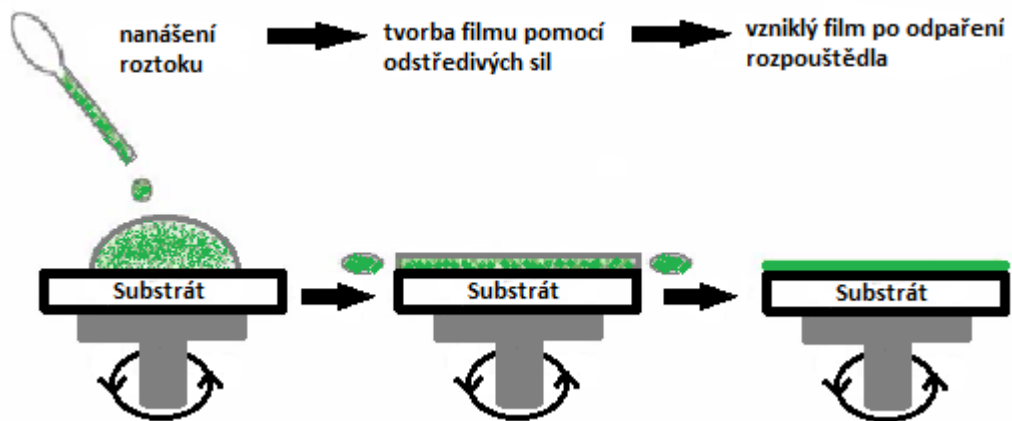 nanášení
roztoku
tvorba filmu pomocí
odstředivých sil
vzniklý film po odpaření
rozpouštědla
Substrát
Substrát
Substrát